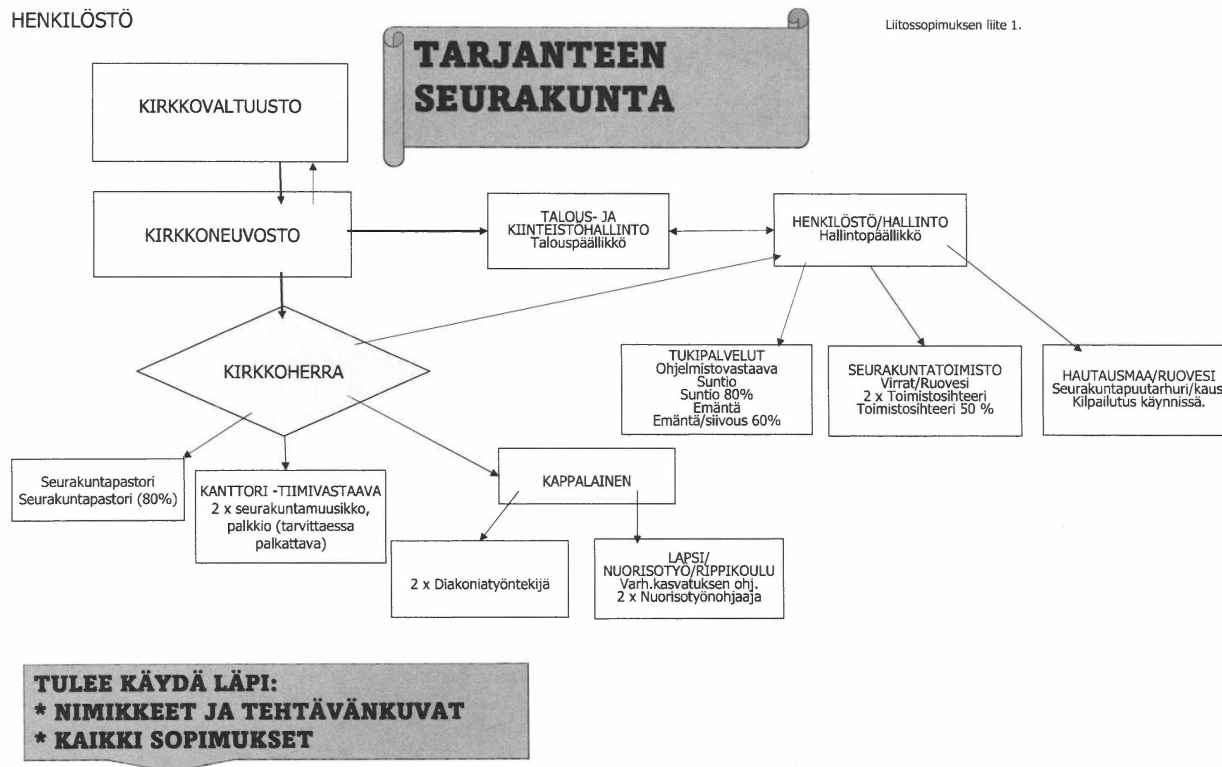 HENKILÖSTÖ
Liitossopimuksen liite 1.
TARJANTEEN
SEURAKUNTA
KIRKKOVALTUUSTO
KIRKKONEUVOSTO
TALOUS- JA
KIINTEISTÖHALLINTO
Talouspäällikkö
HENKILÖSTÖ/HALLINTO
Hallintopäällikkö
KIRKKOHERRA
TUKIPALVELUT
Ohjelmistovastaava
Suntio
Suntio 80%
Emäntä
Emäntä/siivous 60%
SEURAKUNTATOIMISTO
Virrat/Ruovesi
2 x Toimistosihteeri
Toimistosihteeri 50 %
HAUTAUSMAA/RUOVESI
Seurakuntapuutarhuri/kaus
Kilpailutus käynnissä.
Seurakuntapastori
Seurakuntapastori (80%)
KANTTORI -TIIMIVASTAAVA
2 x seurakuntamuusikko,
palkkio (tarvittaessa
palkattava)
KAPPALAINEN
2 x Diakoniatyöntekijä
LAPSI/
NUORISOTYÖ/RIPPIKOULU
Varh.kasvatuksen ohj.
2 x Nuorisotyönohjaaja
TULEE KÄYDÄ LÄPI:
* NIMIKKEET JA TEHTÄVÄNKUVAT
* KAIKKI SOPIMUKSET